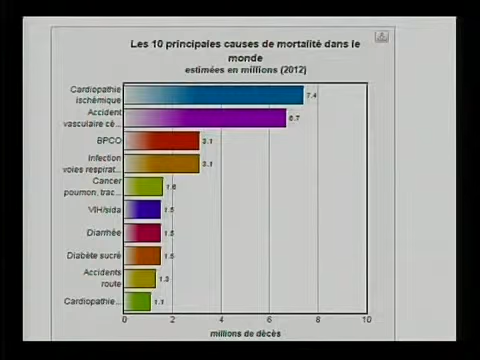 Les 10 principales causes de mortalité dans le
monde
estimées en millions (2012)
Cardiopathie
ischémique
7.4
Accident
vasculaire cé...
6.7
BPCO
3.1
Infection
voies respirat...
3.1
Cancer
poumon, trac...
1.6
VIH/sida
1.5
Diarrhée
1.5
Diabète sucré
1.5
Accidents
route
1.3
Cardiopathie...
1.1
0 2 4 6 8 10
millions de décès